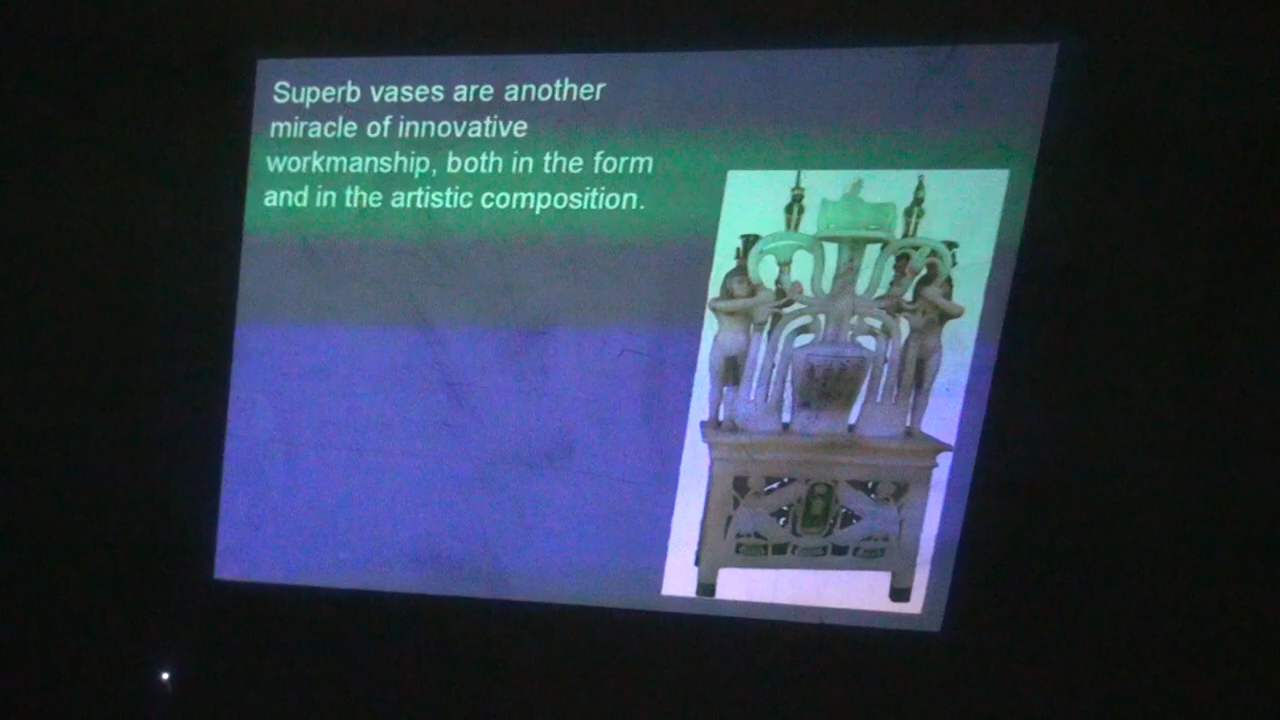 Superb vases are another
miracle of innovative
workmanship, both in the form
and in the artistic composition.